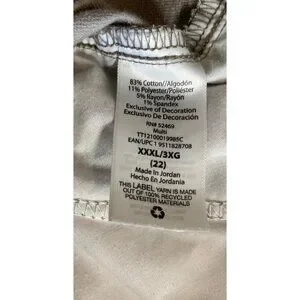 83% Cotton//Algodón
11% Polyester/Poliéster
5% Rayon/Rayón
1% Spandex
Exclusive of Decoration
Exclusivo De Decoración
RN# 52469
Multi
TT12100019985C
EAN/UPC1 9511828708
XXXL/3XG
(22)
Made In Jordan
Hecho En Jordania
THIS LABEL YARN IS MADE
OUT OF 100% RECYCLED
POLYESTER MATERIALS